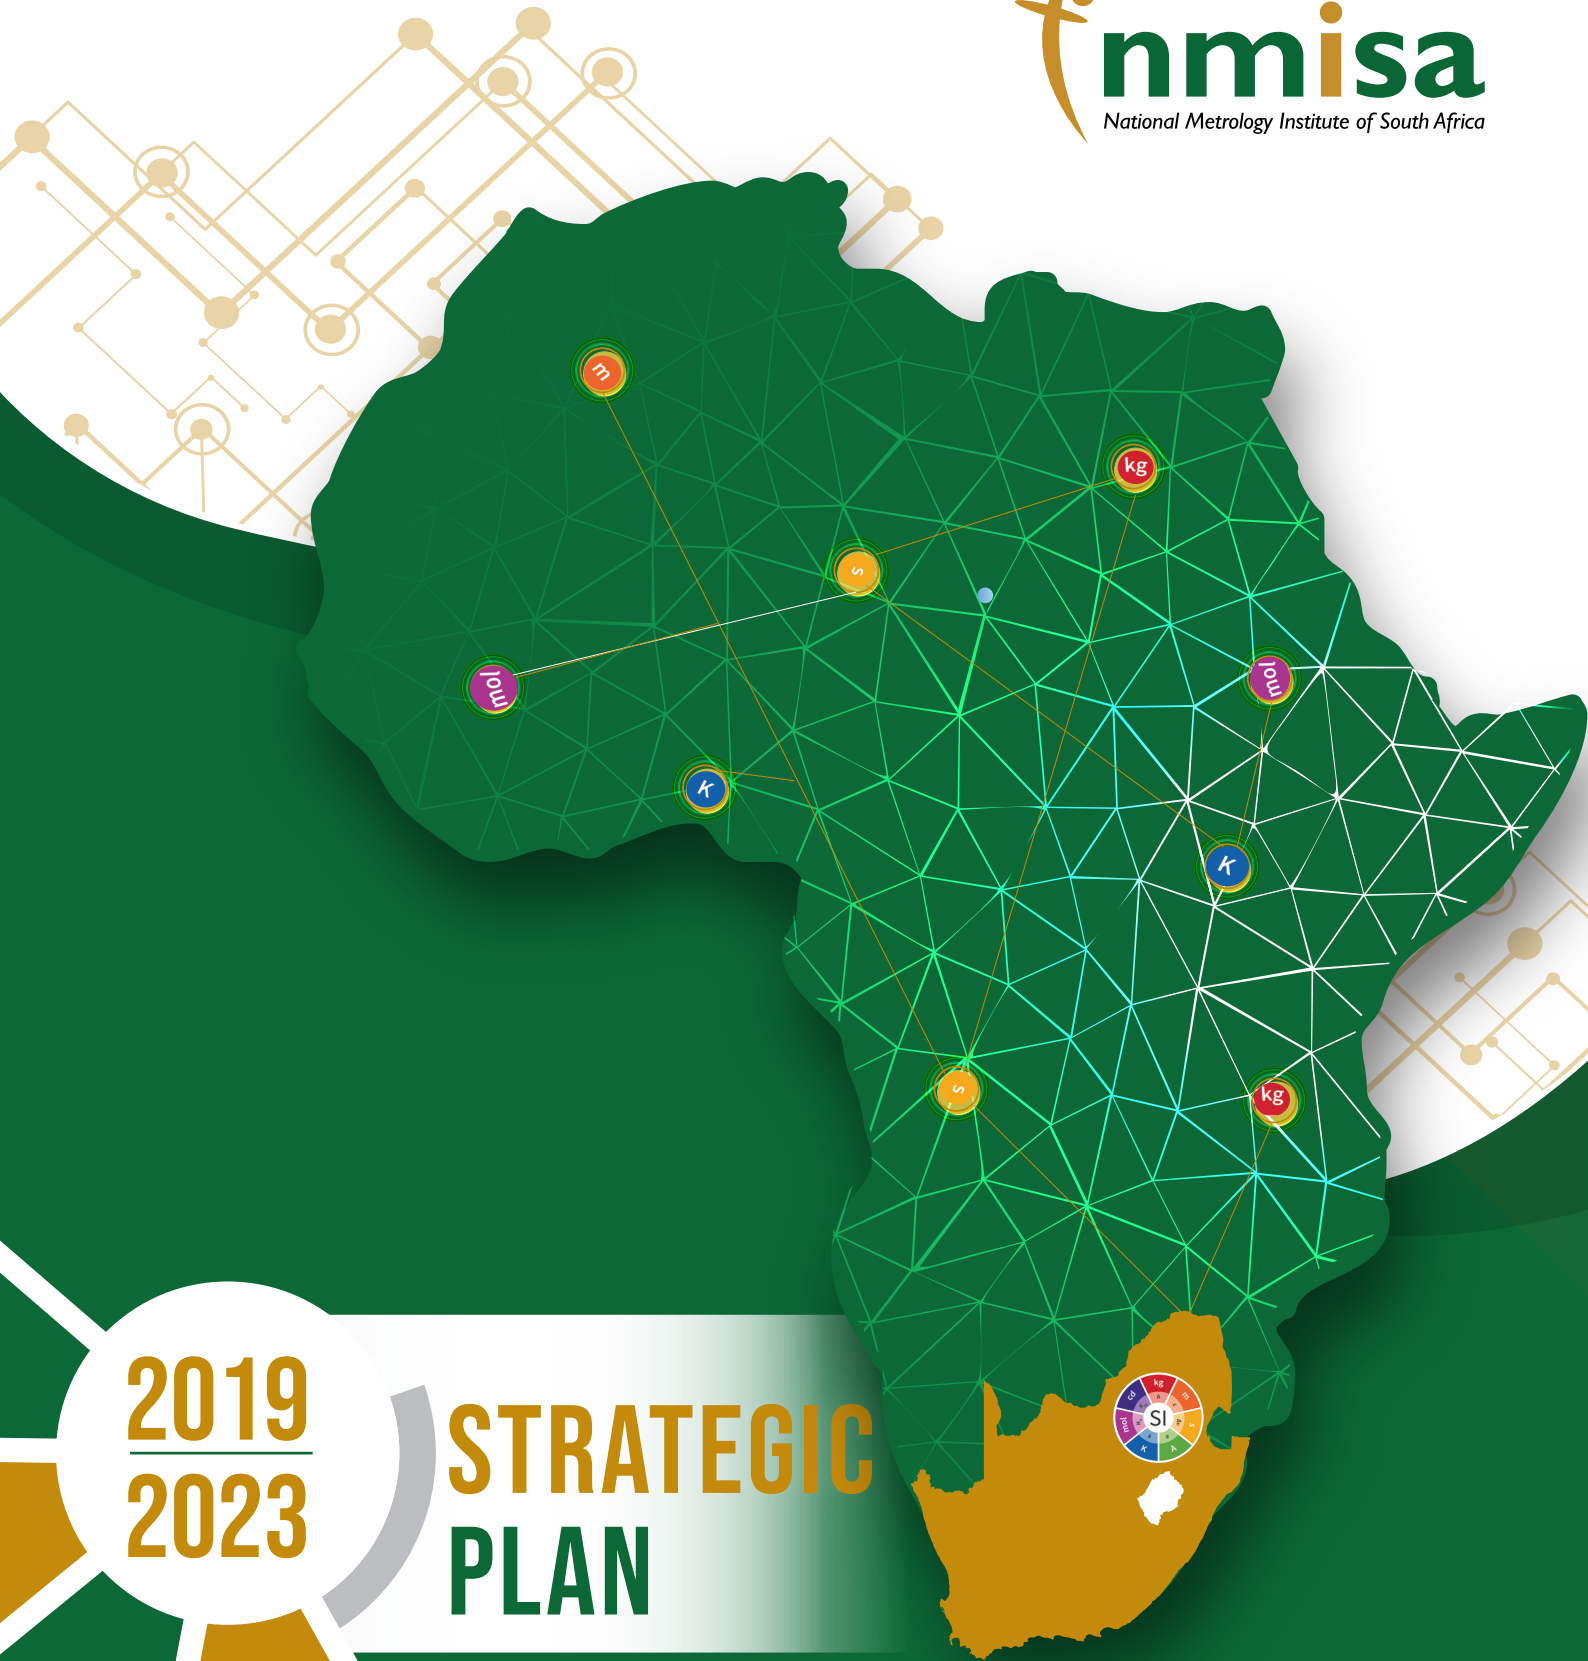 nmisa
National Metrology Institute of South Africa
m
kg
s
mol
mol
K
K
s
kg
kg
m
s
A
K
mol
cd
SI
2019
2023
STRATEGIC
PLAN